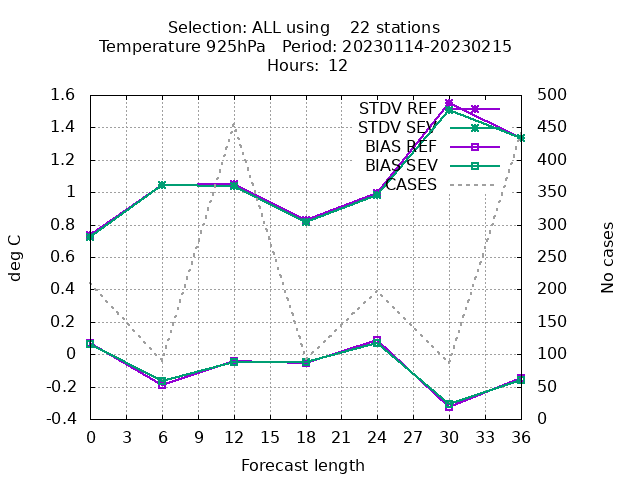 Selection: ALL using 22 stations
Temperature 925hPa Period: 20230114-20230215
Hours: 12
1.6 500
STDV REF
1.4 450
STDV SEV
BIAS REF
1.2 400
BIAS SEV
CASES
1 350
0.8 300
0.6 250
0.4 200
0.2 150
0 100
-0.2 50
-0.4 0
deg C
No cases
0 3 6 9 12 15 18 21 24 27 30 33 36
Forecast length